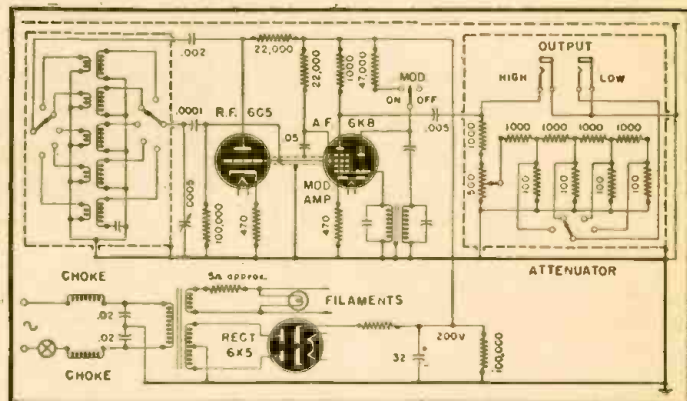 .002
22,000
22,000
1000
47,000
MOD
ON OFF
.005
OUTPUT
HIGH
LOW
1000 1000 1000 1000
1000
500
100
100
100
100
ATTENUATOR
.0001
R.F. 6C5
.05
A.F. 6K8
MOD
AMP
.0005
100,000
470
470
CHOKE
.02
.02
CHOKE
5Ω approx.
FILAMENTS
RECT
6X5
200V
32
100,000